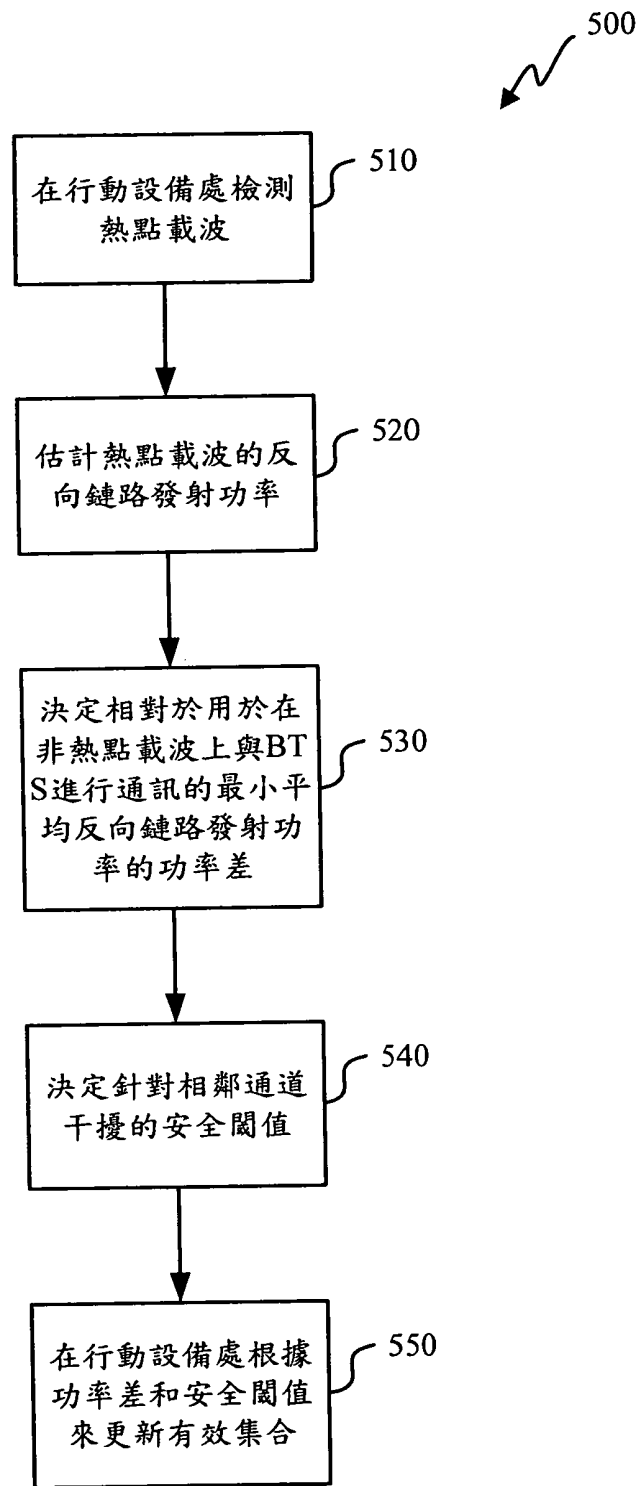 500
在行動設備處檢測
熱點載波
510
估計熱點載波的反
向鏈路發射功率
520
決定相對於用於在
非熱點載波上與BT
S進行通訊的最小平
均反向鏈路發射功
率的功率差
530
決定針對相鄰通道
干擾的安全閾值
540
在行動設備處根據
功率差和安全閾值
來更新有效集合
550